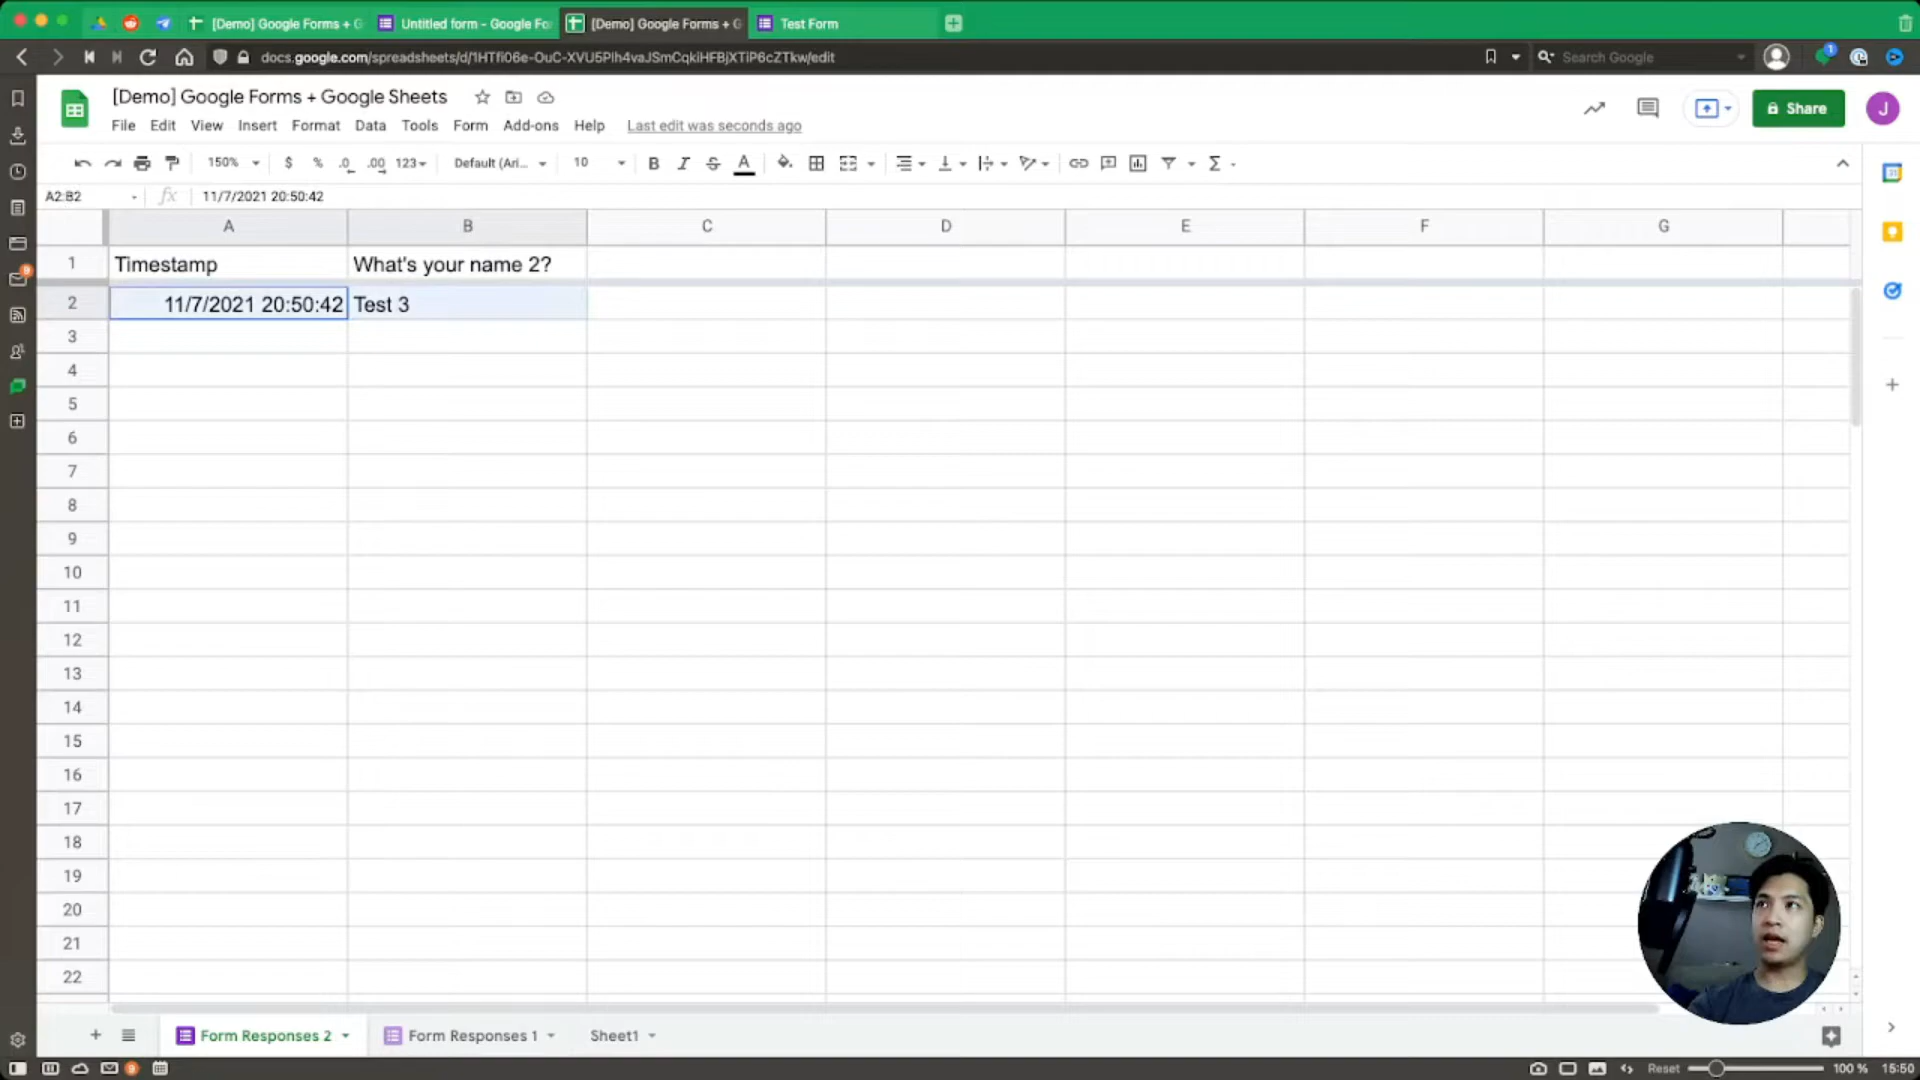 [Demo] Google Forms + G
Untitled form - Google Fo
[Demo] Google Forms + G
Test Form
docs.google.com/spreadsheets/d/1HTfi06e-OuC-XVU5Plh4vaJSmCqkiHFBjXTiP6cZTkw/edit
Search Google
1
[Demo] Google Forms + Google Sheets
File Edit View Insert Format Data Tools Form Add-ons Help Last edit was seconds ago
Share
J
150% $ % .0 .00 123 Default (Ari... 10 B I S A Σ
31
A2:B2 fx 11/7/2021 20:50:42
A B C D E F G
1 Timestamp What's your name 2?
2 11/7/2021 20:50:42 Test 3
3
4
5
6
7
8
9
10
11
12
13
14
15
16
17
18
19
20
21
22
Form Responses 2 Form Responses 1 Sheet1
Reset 100 % 15:50